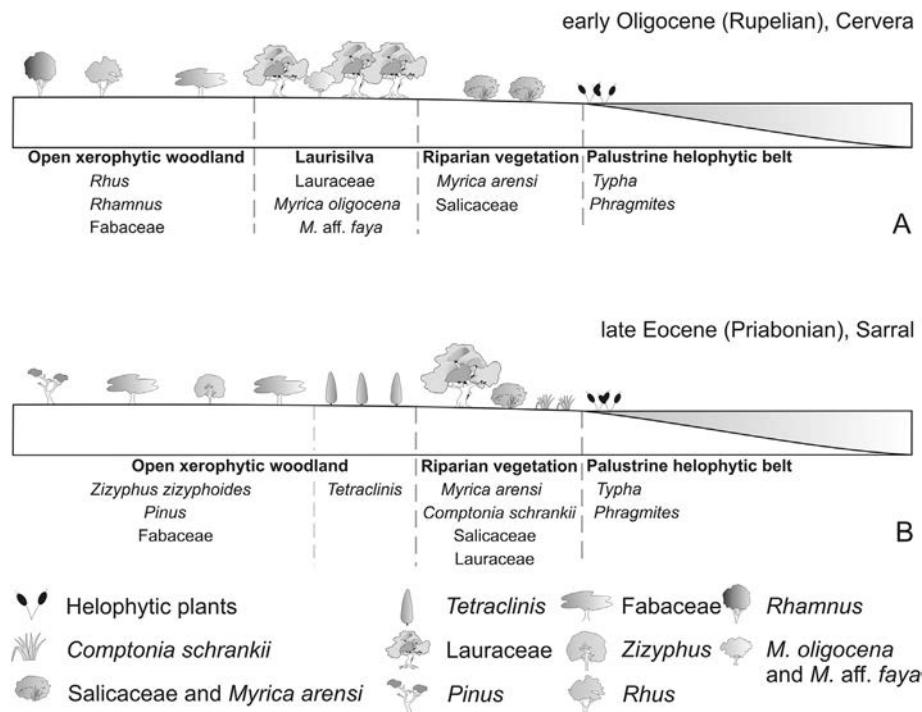 early Oligocene (Rupelian), Cervera
Open xerophytic woodland
Rhus
Rhamnus
Fabaceae
Laurisilva
Lauraceae
Myrica oligocena
M. aff. faya
Riparian vegetation
Myrica arensi
Salicaceae
Palustrine helophytic belt
Typha
Phragmites
A
late Eocene (Priabonian), Sarral
Open xerophytic woodland
Zizyphus zizyphoides
Pinus
Fabaceae
Tetraclinis
Riparian vegetation
Myrica arensi
Comptonia schrankii
Salicaceae
Lauraceae
Palustrine helophytic belt
Typha
Phragmites
B
Helophytic plants
Comptonia schrankii
Salicaceae and Myrica arensi
Tetraclinis
Lauraceae
Pinus
Fabaceae
Zizyphus
Rhus
Rhamnus
M. oligocena
and M. aff. faya